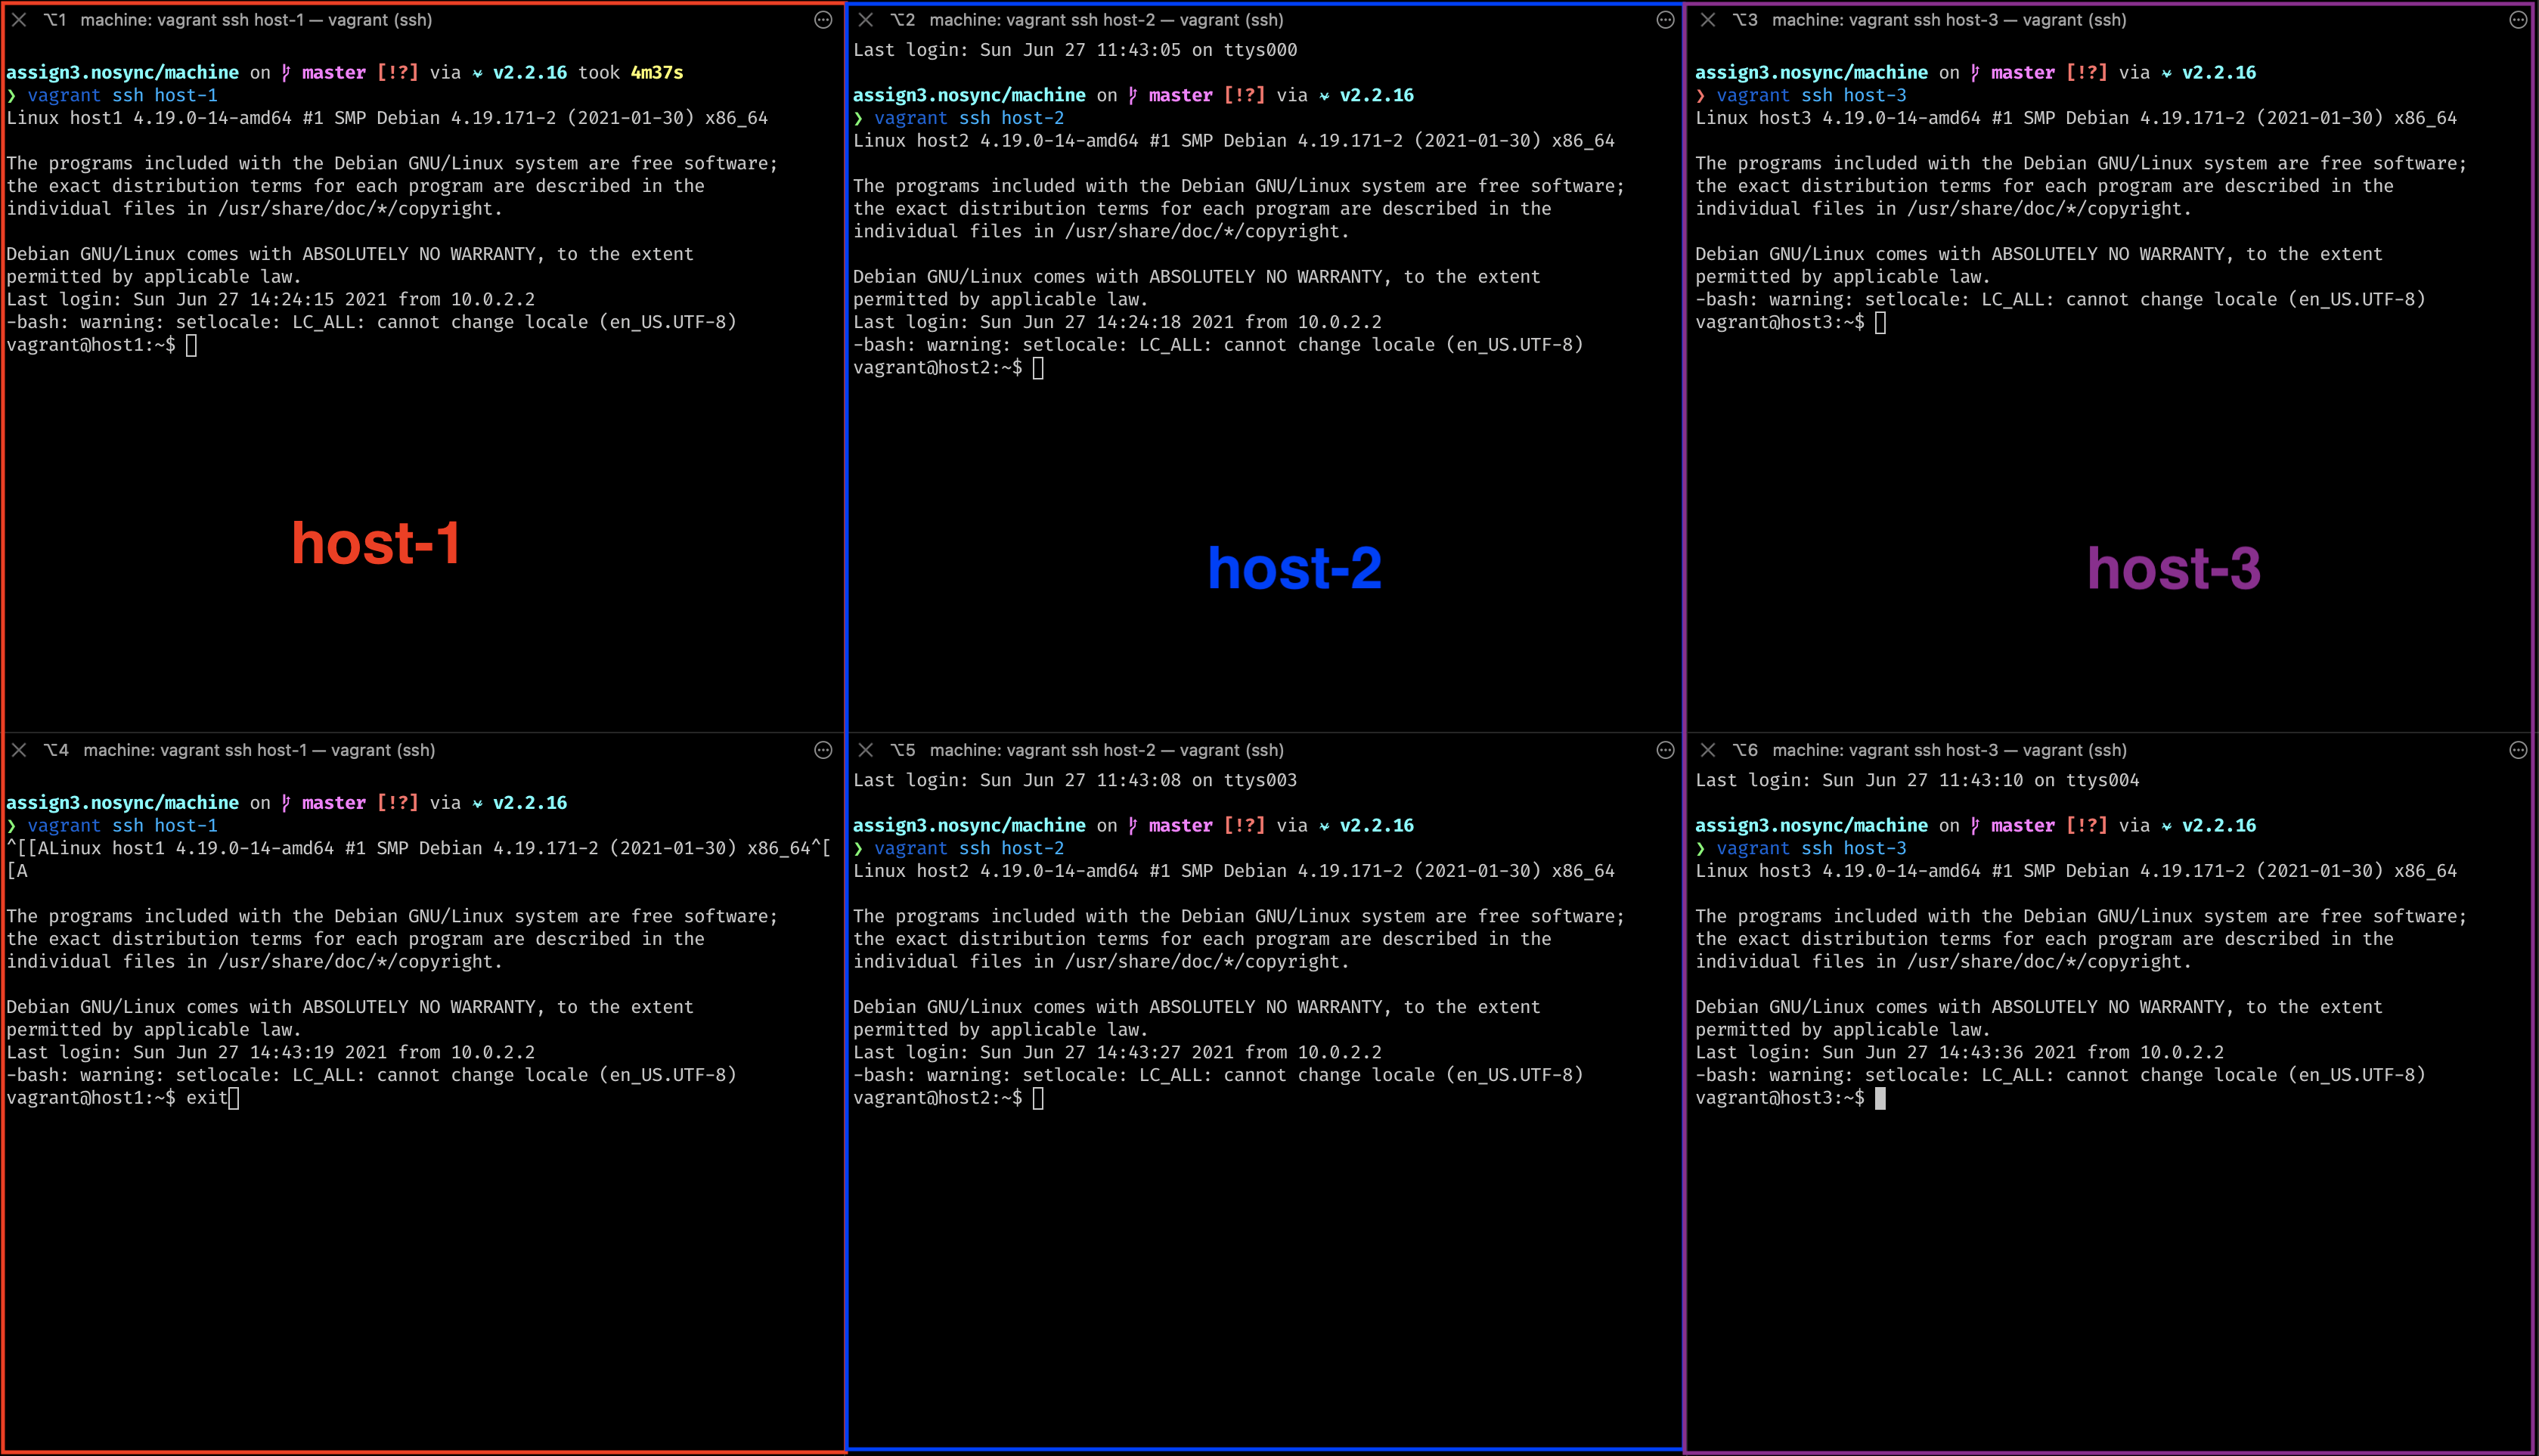 ⌥1 machine: vagrant ssh host-1 — vagrant (ssh)
assign3.nosync/machine on master [!?] via v2.2.16 took 4m37s
❯ vagrant ssh host-1
Linux host1 4.19.0-14-amd64 #1 SMP Debian 4.19.171-2 (2021-01-30) x86_64
The programs included with the Debian GNU/Linux system are free software;
the exact distribution terms for each program are described in the
individual files in /usr/share/doc/*/copyright.
Debian GNU/Linux comes with ABSOLUTELY NO WARRANTY, to the extent
permitted by applicable law.
Last login: Sun Jun 27 14:24:15 2021 from 10.0.2.2
-bash: warning: setlocale: LC_ALL: cannot change locale (en_US.UTF-8)
vagrant@host1:~$
host-1
⌥2 machine: vagrant ssh host-2 — vagrant (ssh)
Last login: Sun Jun 27 11:43:05 on ttys000
assign3.nosync/machine on master [!?] via v2.2.16
❯ vagrant ssh host-2
Linux host2 4.19.0-14-amd64 #1 SMP Debian 4.19.171-2 (2021-01-30) x86_64
The programs included with the Debian GNU/Linux system are free software;
the exact distribution terms for each program are described in the
individual files in /usr/share/doc/*/copyright.
Debian GNU/Linux comes with ABSOLUTELY NO WARRANTY, to the extent
permitted by applicable law.
Last login: Sun Jun 27 14:24:18 2021 from 10.0.2.2
-bash: warning: setlocale: LC_ALL: cannot change locale (en_US.UTF-8)
vagrant@host2:~$
host-2
⌥3 machine: vagrant ssh host-3 — vagrant (ssh)
assign3.nosync/machine on master [!?] via v2.2.16
❯ vagrant ssh host-3
Linux host3 4.19.0-14-amd64 #1 SMP Debian 4.19.171-2 (2021-01-30) x86_64
The programs included with the Debian GNU/Linux system are free software;
the exact distribution terms for each program are described in the
individual files in /usr/share/doc/*/copyright.
Debian GNU/Linux comes with ABSOLUTELY NO WARRANTY, to the extent
permitted by applicable law.
-bash: warning: setlocale: LC_ALL: cannot change locale (en_US.UTF-8)
vagrant@host3:~$
host-3
⌥4 machine: vagrant ssh host-1 — vagrant (ssh)
assign3.nosync/machine on master [!?] via v2.2.16
❯ vagrant ssh host-1
^[[ALinux host1 4.19.0-14-amd64 #1 SMP Debian 4.19.171-2 (2021-01-30) x86_64^[
[A
The programs included with the Debian GNU/Linux system are free software;
the exact distribution terms for each program are described in the
individual files in /usr/share/doc/*/copyright.
Debian GNU/Linux comes with ABSOLUTELY NO WARRANTY, to the extent
permitted by applicable law.
Last login: Sun Jun 27 14:43:19 2021 from 10.0.2.2
-bash: warning: setlocale: LC_ALL: cannot change locale (en_US.UTF-8)
vagrant@host1:~$ exit
⌥5 machine: vagrant ssh host-2 — vagrant (ssh)
Last login: Sun Jun 27 11:43:08 on ttys003
assign3.nosync/machine on master [!?] via v2.2.16
❯ vagrant ssh host-2
Linux host2 4.19.0-14-amd64 #1 SMP Debian 4.19.171-2 (2021-01-30) x86_64
The programs included with the Debian GNU/Linux system are free software;
the exact distribution terms for each program are described in the
individual files in /usr/share/doc/*/copyright.
Debian GNU/Linux comes with ABSOLUTELY NO WARRANTY, to the extent
permitted by applicable law.
Last login: Sun Jun 27 14:43:27 2021 from 10.0.2.2
-bash: warning: setlocale: LC_ALL: cannot change locale (en_US.UTF-8)
vagrant@host2:~$
⌥6 machine: vagrant ssh host-3 — vagrant (ssh)
Last login: Sun Jun 27 11:43:10 on ttys004
assign3.nosync/machine on master [!?] via v2.2.16
❯ vagrant ssh host-3
Linux host3 4.19.0-14-amd64 #1 SMP Debian 4.19.171-2 (2021-01-30) x86_64
The programs included with the Debian GNU/Linux system are free software;
the exact distribution terms for each program are described in the
individual files in /usr/share/doc/*/copyright.
Debian GNU/Linux comes with ABSOLUTELY NO WARRANTY, to the extent
permitted by applicable law.
Last login: Sun Jun 27 14:43:36 2021 from 10.0.2.2
-bash: warning: setlocale: LC_ALL: cannot change locale (en_US.UTF-8)
vagrant@host3:~$